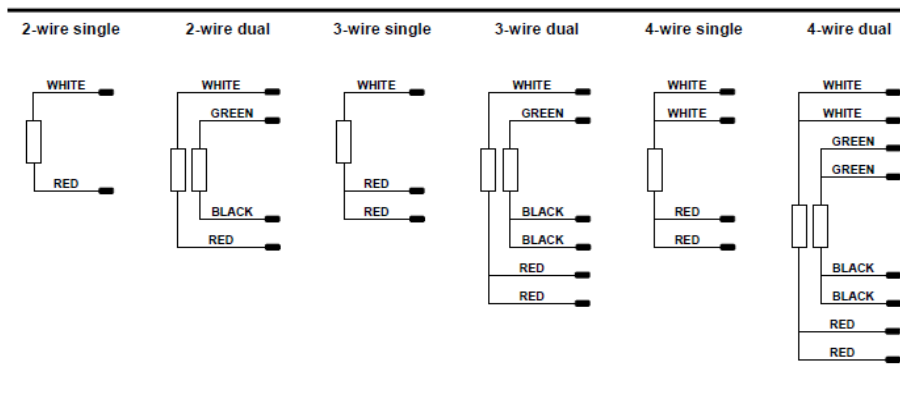 2-wire single
2-wire dual
3-wire single
3-wire dual
4-wire single
4-wire dual
WHITE
RED
WHITE
GREEN
BLACK
RED
WHITE
RED
RED
WHITE
GREEN
BLACK
BLACK
RED
RED
WHITE
WHITE
RED
RED
WHITE
WHITE
GREEN
GREEN
BLACK
BLACK
RED
RED